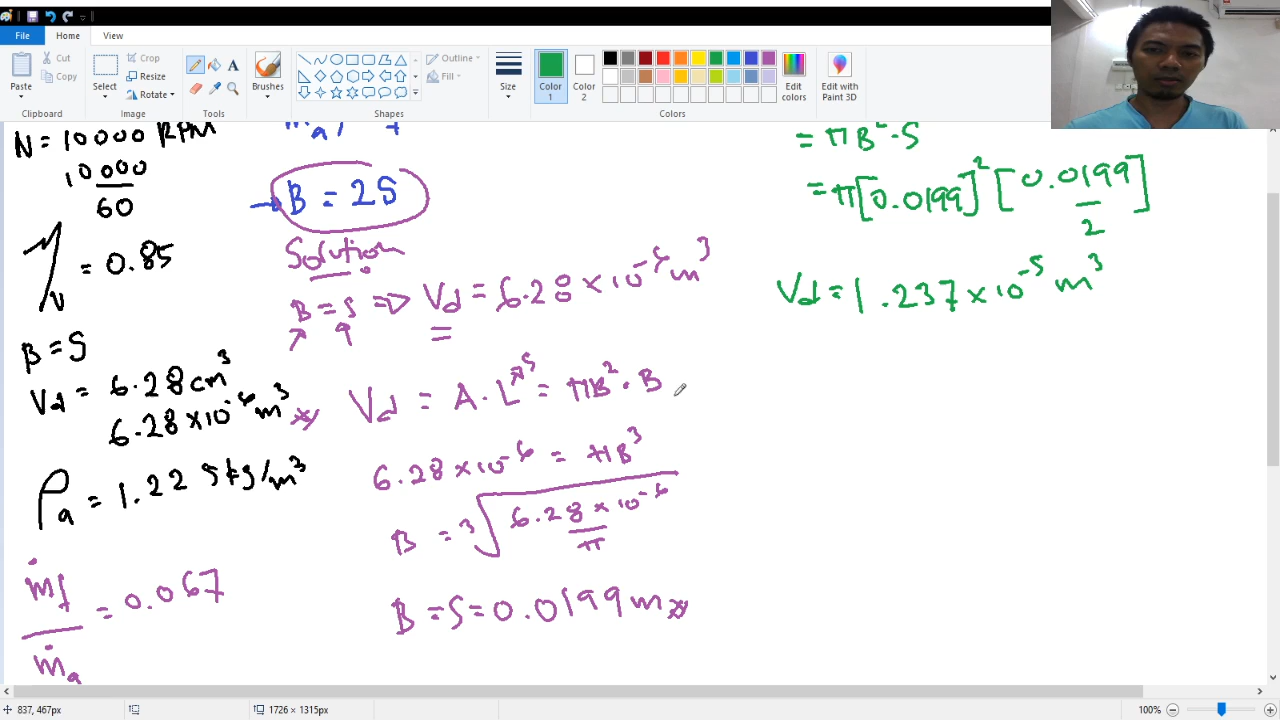 File
Home
View
Paste
Cut
Copy
Clipboard
Select
Crop
Resize
Rotate
Image
A
Tools
Brushes
Shapes
Outline
Fill
Size
Color 1
Color 2
Colors
Edit colors
Edit with Paint 3D
N = 10000 RPM
10000
60
= 0.85
B = S
Vd = 6.28 cm³
6.28 × 10⁻⁶ m³
ρa = 1.225 kg/m³
ṁf
= 0.067
ṁa
→ B = 2S
Solution
B = S => Vd = 6.28 × 10⁻⁶ m³
Vd = A · L↗S = πB² · B
6.28 × 10⁻⁶ = πB³
B = ³√
6.28 × 10⁻⁶
π
B = S = 0.0199 m
= πB² · S
= π[0.0199]² [0.0199
2]
Vd = 1.237 × 10⁻⁵ m³
837, 467px
1726 × 1315px
100%